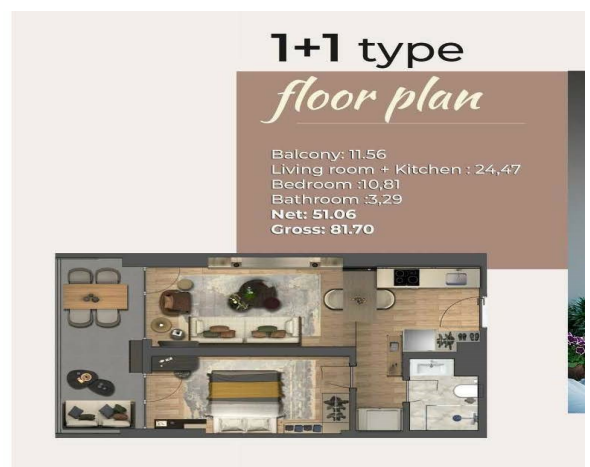 1+1 type
floor plan
Balcony: 11.56
Living room + Kitchen : 24,47
Bedroom :10,81
Bathroom :3,29
Net: 51.06
Gross: 81.70